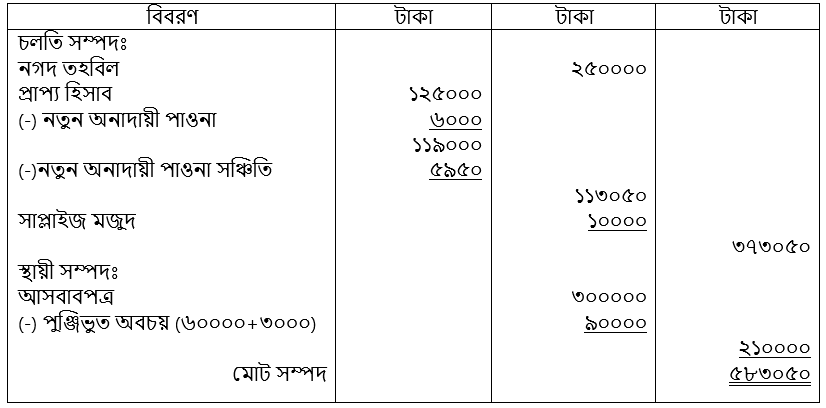 বিবরণ টাকা টাকা টাকা
চলতি সম্পদঃ
নগদ তহবিল ২৫০০০০
প্রাপ্য হিসাব ১২৫০০০
(-) নতুন অনাদায়ী পাওনা ৬০০০
১১৯০০০
(-)নতুন অনাদায়ী পাওনা সঞ্চিতি ৫৯৫০
১১৩০৫০
সাপ্লাইজ মজুদ ১০০০০
৩৭৩০৫০
স্থায়ী সম্পদঃ
আসবাবপত্র ৩০০০০০
(-) পুঞ্জিভুত অবচয় (৬০০০০+৩০০০) ৯০০০০
২১০০০০
মোট সম্পদ ৫৮৩০৫০